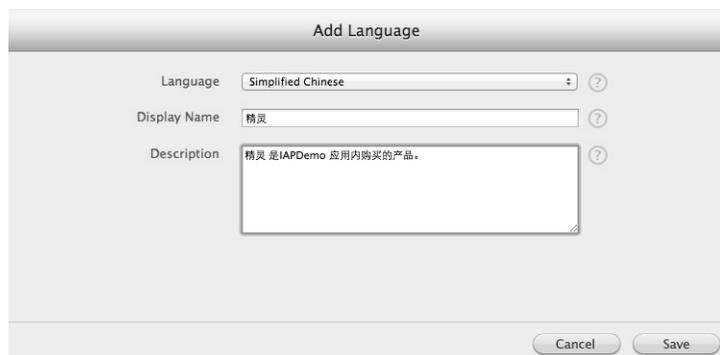 Add Language
Language Simplified Chinese ?
Display Name 精灵 ?
Description 精灵 是IAPDemo 应用内购买的产品。 ?
Cancel Save